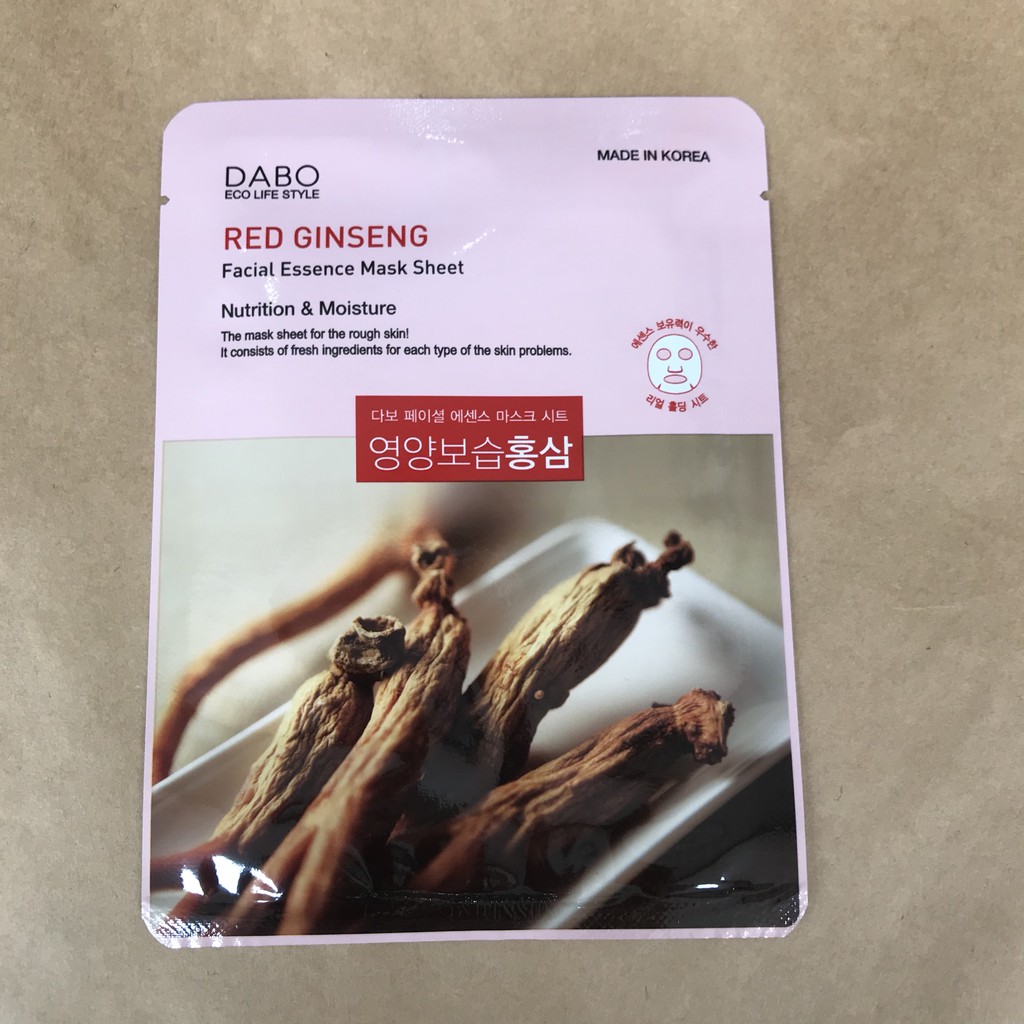 DABO
ECO LIFE STYLE
MADE IN KOREA
RED GINSENG
Facial Essence Mask Sheet
Nutrition & Moisture
The mask sheet for the rough skin!
It consists of fresh ingredients for each type of the skin problems.
에센스 보유력이 우수한
리얼 홀딩 시트
다보 페이셜 에센스 마스크 시트
영양보습홍삼